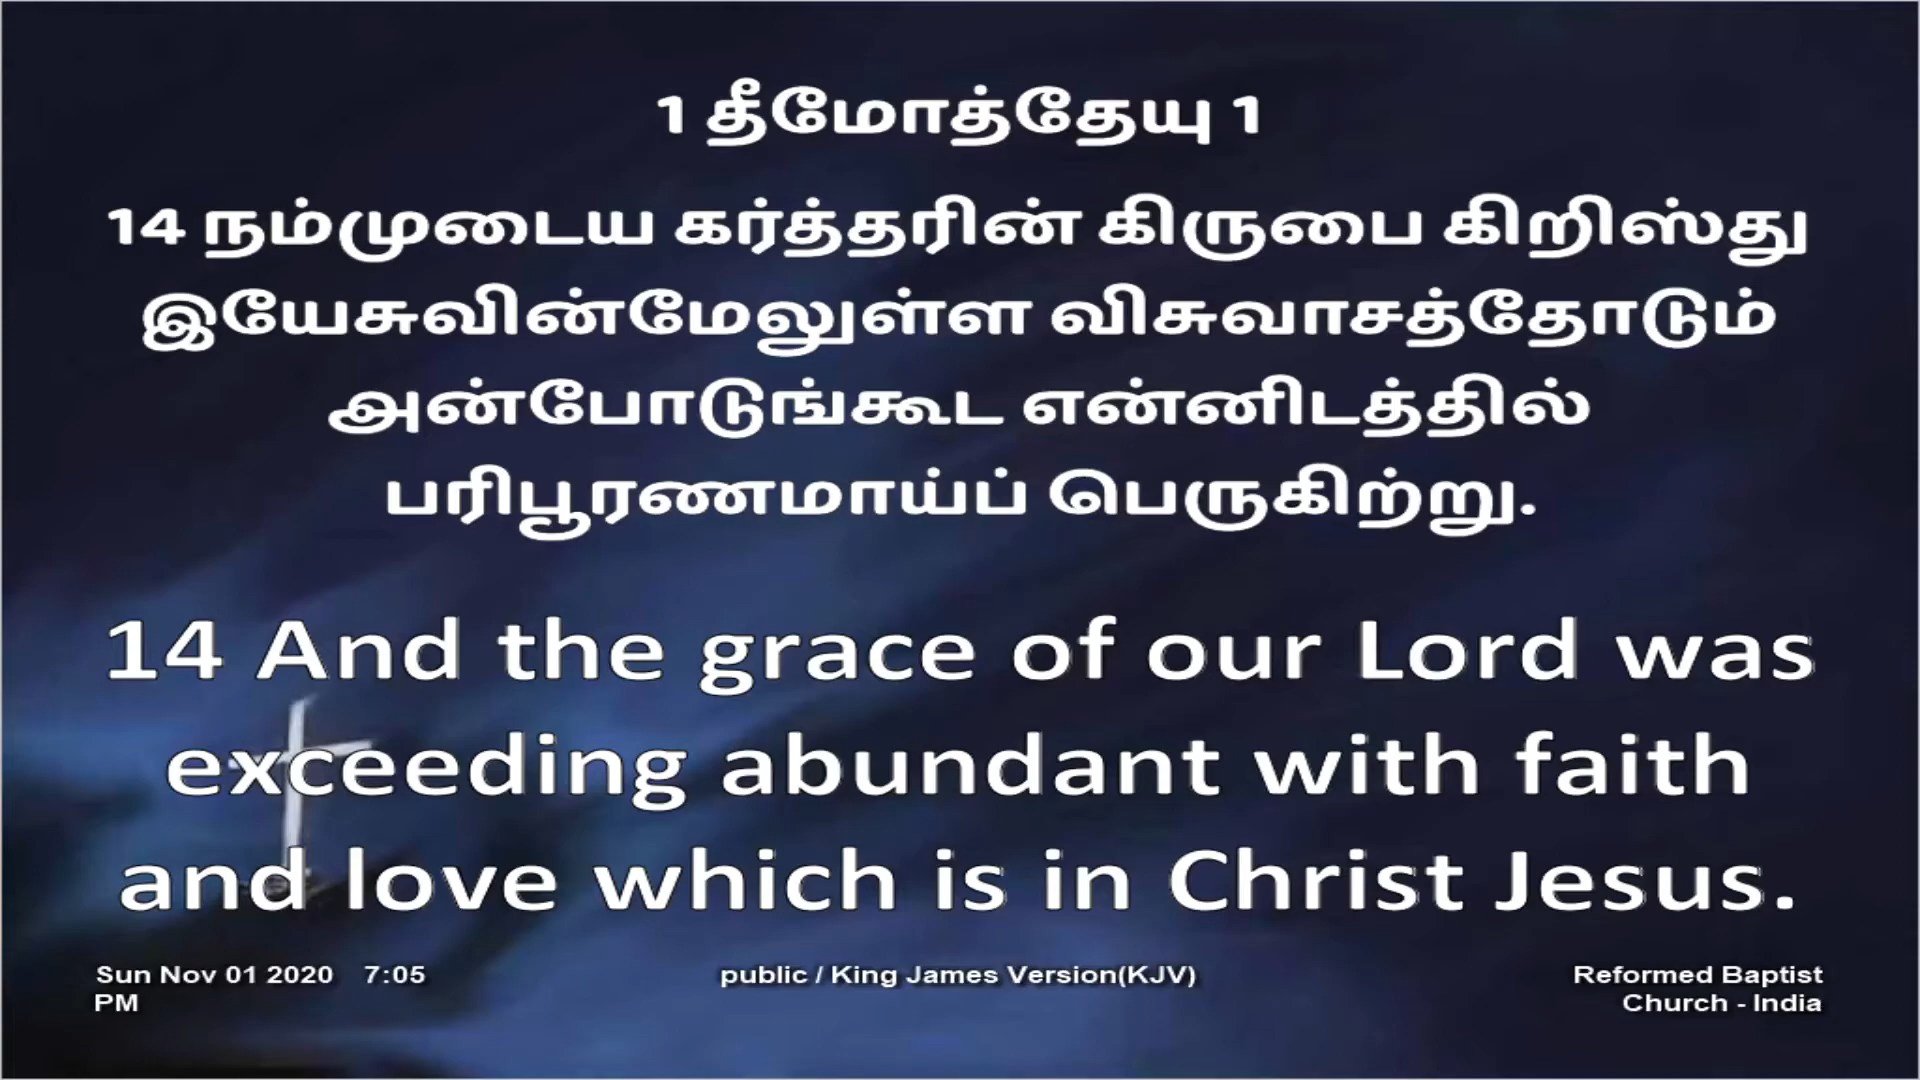 1 தீமோத்தேயு 1
14 நம்முடைய கர்த்தரின் கிருபை கிறிஸ்து
இயேசுவின்மேலுள்ள விசுவாசத்தோடும்
அன்போடுங்கூட என்னிடத்தில்
பரிபூரணமாய்ப் பெருகிற்று.
14 And the grace of our Lord was
exceeding abundant with faith
and love which is in Christ Jesus.
Sun Nov 01 2020 7:05
PM
public / King James Version(KJV)
Reformed Baptist
Church - India